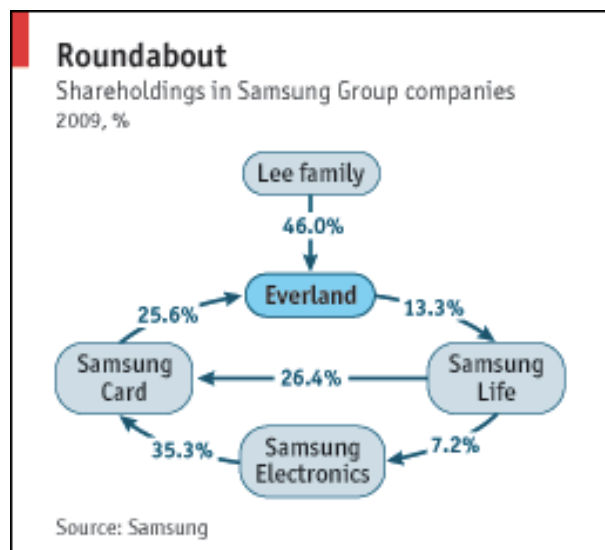 Roundabout
Shareholdings in Samsung Group companies
2009, %
Lee family
46.0%
Everland
25.6%
13.3%
Samsung
Card
26.4%
Samsung
Life
35.3%
Samsung
Electronics
7.2%
Source: Samsung